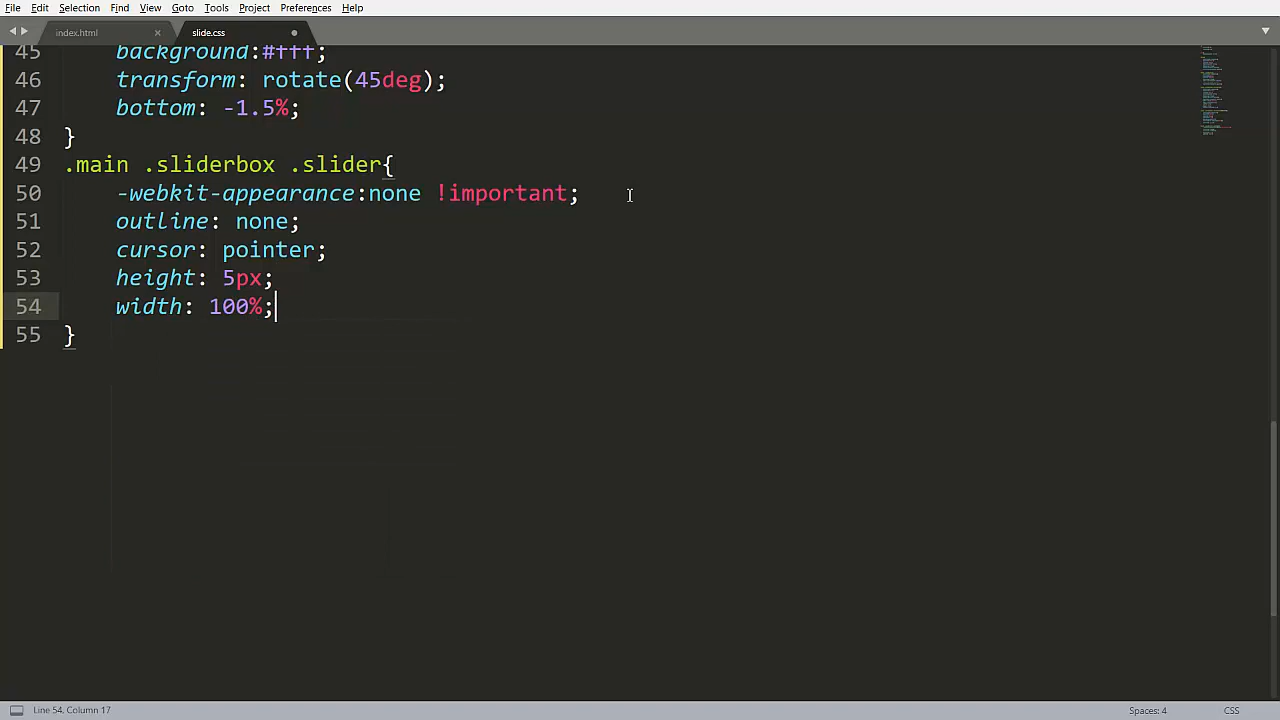 File Edit Selection Find View Goto Tools Project Preferences Help
index.html × slide.css
45 background:#fff;
46 transform: rotate(45deg);
47 bottom: -1.5%;
48 }
49 .main .sliderbox .slider{
50 -webkit-appearance:none !important;
51 outline: none;
52 cursor: pointer;
53 height: 5px;
54 width: 100%;
55 }
Line 54, Column 17 Spaces: 4 CSS